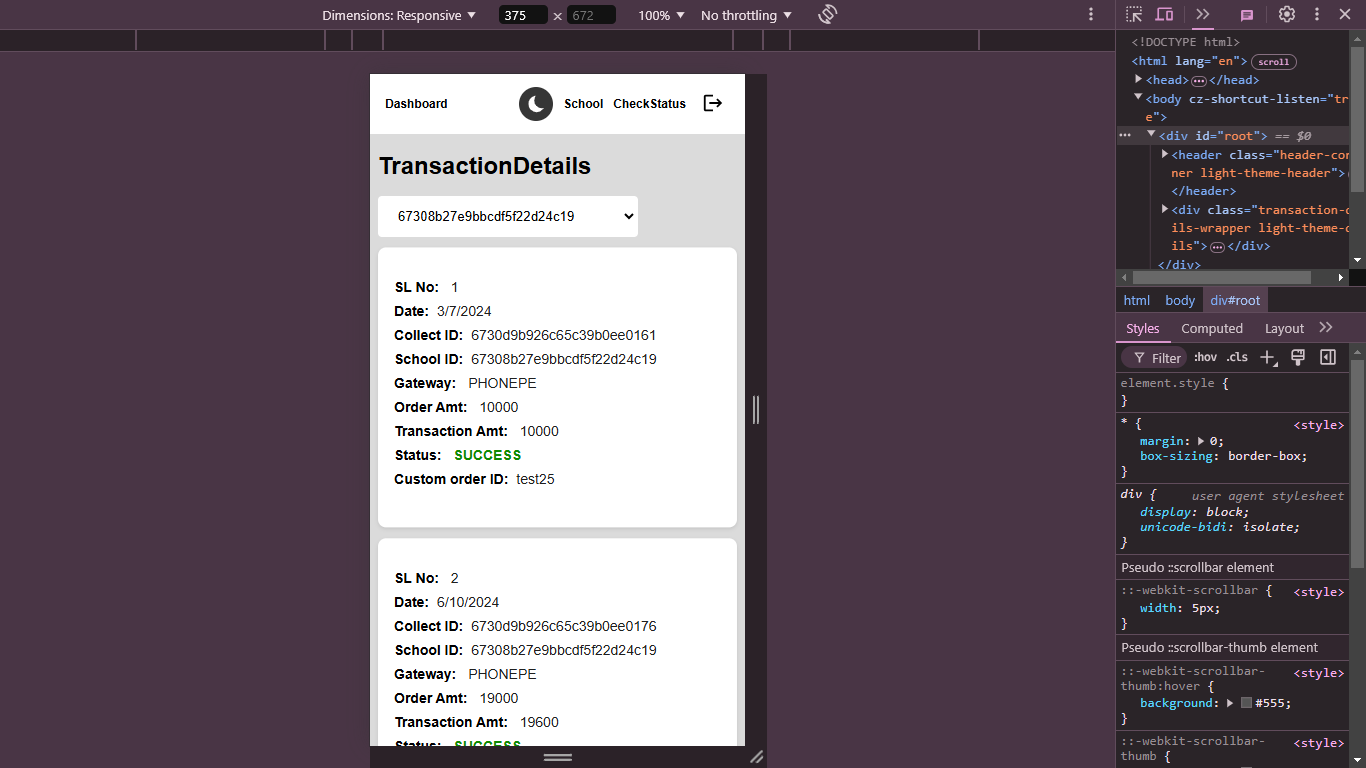 Dimensions: Responsive 375 × 672 100% No throttling
Dashboard School CheckStatus
TransactionDetails
67308b27e9bbcdf5f22d24c19
SL No: 1
Date: 3/7/2024
Collect ID: 6730d9b926c65c39b0ee0161
School ID: 67308b27e9bbcdf5f22d24c19
Gateway: PHONEPE
Order Amt: 10000
Transaction Amt: 10000
Status: SUCCESS
Custom order ID: test25
SL No: 2
Date: 6/10/2024
Collect ID: 6730d9b926c65c39b0ee0176
School ID: 67308b27e9bbcdf5f22d24c19
Gateway: PHONEPE
Order Amt: 19000
Transaction Amt: 19600
Status: SUCCESS
<!DOCTYPE html>
<html lang="en"> scroll
<head> ••• </head>
<body cz-shortcut-listen="tr
e">
••• <div id="root"> == $0
<header class="header-cor
ner light-theme-header">
</header>
<div class="transaction-
ils-wrapper light-theme-
ils"> ••• </div>
</div>
html body div#root
Styles Computed Layout
Filter :hov .cls
element.style {
}
* { <style>
margin: 0;
box-sizing: border-box;
}
div { user agent stylesheet
display: block;
unicode-bidi: isolate;
}
Pseudo ::scrollbar element
::-webkit-scrollbar { <style>
width: 5px;
}
Pseudo ::scrollbar-thumb element
::-webkit-scrollbar- <style>
thumb:hover {
background: #555;
}
::-webkit-scrollbar- <style>
thumb {